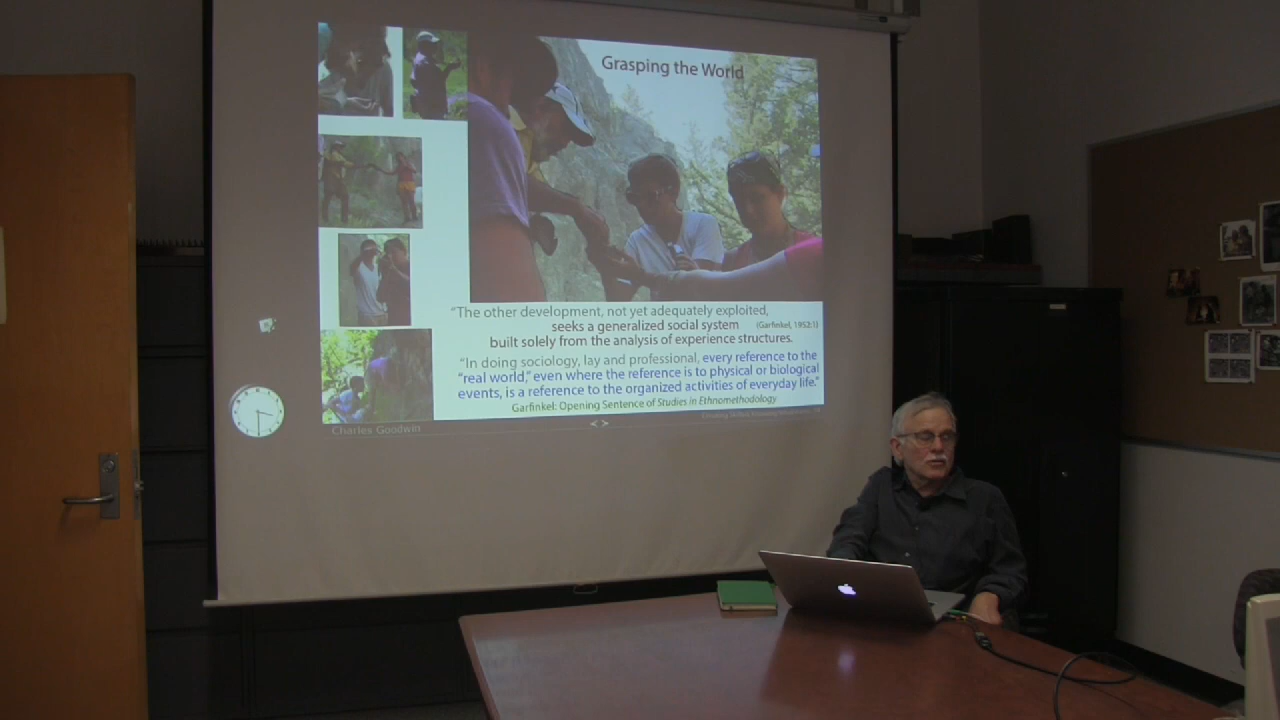 Grasping the World
“The other development, not yet adequately exploited,
seeks a generalized social system (Garfinkel, 1952:1)
built solely from the analysis of experience structures.
“In doing sociology, lay and professional, every reference to the
“real world,” even where the reference is to physical or biological
events, is a reference to the organized activities of everyday life.”
Garfinkel: Opening Sentence of Studies in Ethnomethodology
Charles Goodwin